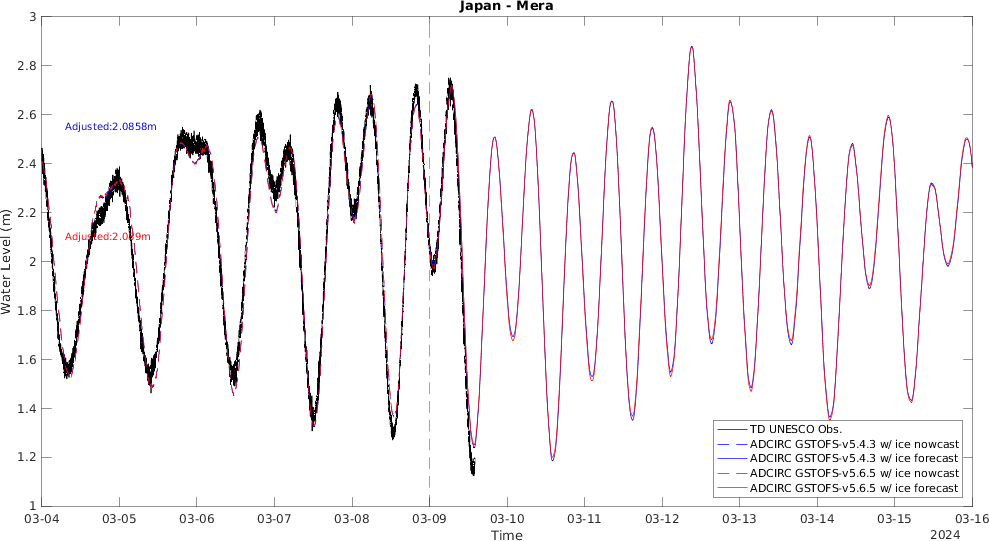 Japan - Mera
3
2.8
2.6
2.4
2.2
2
1.8
1.6
1.4
1.2
1
Water Level (m)
Adjusted:2.0858m
Adjusted:2.099m
TD UNESCO Obs.
ADCIRC GSTOFS-v5.4.3 w/ ice nowcast
ADCIRC GSTOFS-v5.4.3 w/ ice forecast
ADCIRC GSTOFS-v5.6.5 w/ ice nowcast
ADCIRC GSTOFS-v5.6.5 w/ ice forecast
03-04 03-05 03-06 03-07 03-08 03-09 03-10 03-11 03-12 03-13 03-14 03-15 03-16
Time
2024